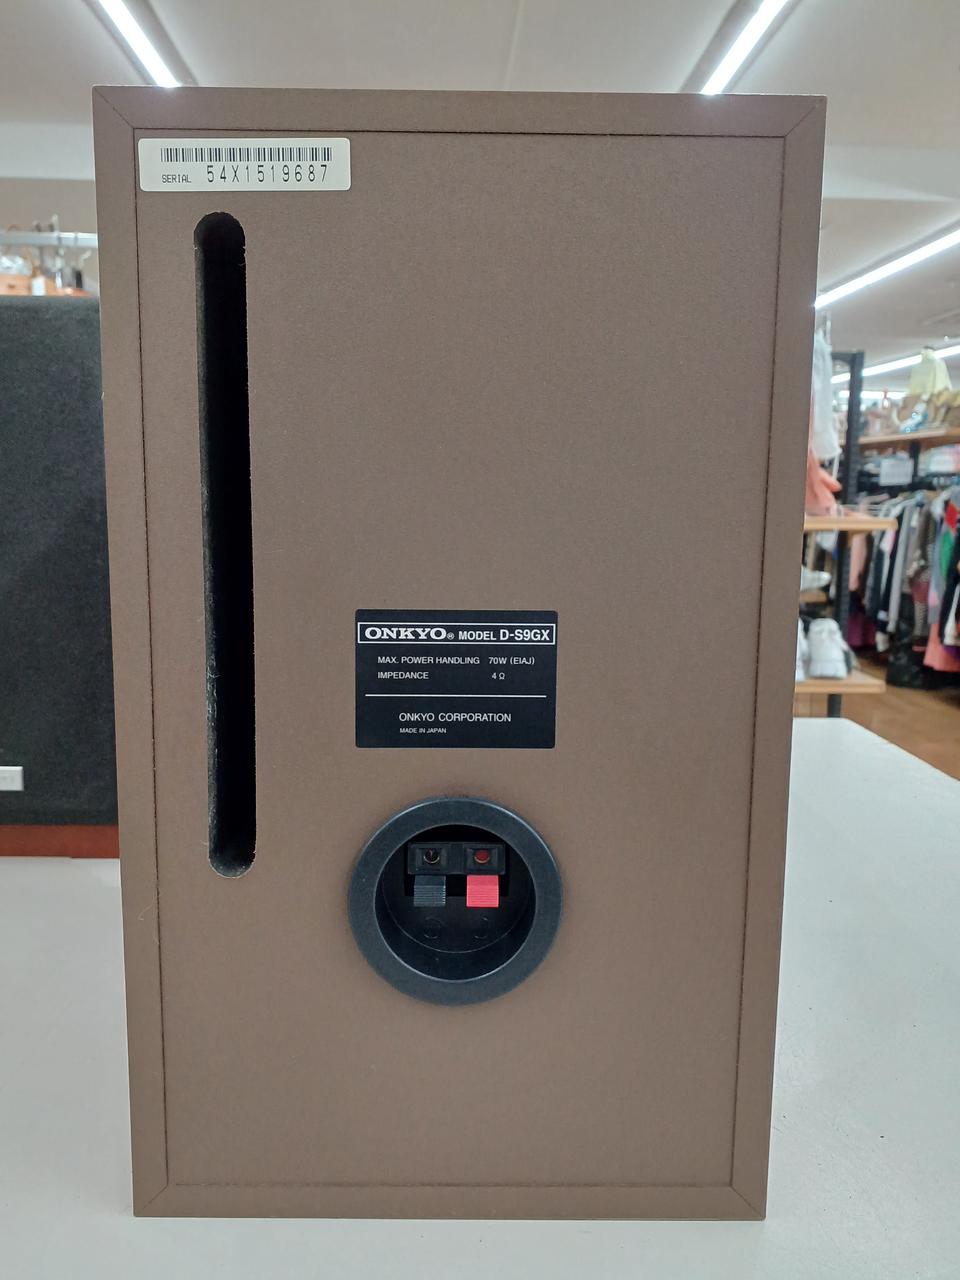 SERIAL 54X1519687
ONKYO® MODEL D-S9GX
MAX. POWER HANDLING 70W (EIAJ)
IMPEDANCE 4 Ω
ONKYO CORPORATION
MADE IN JAPAN